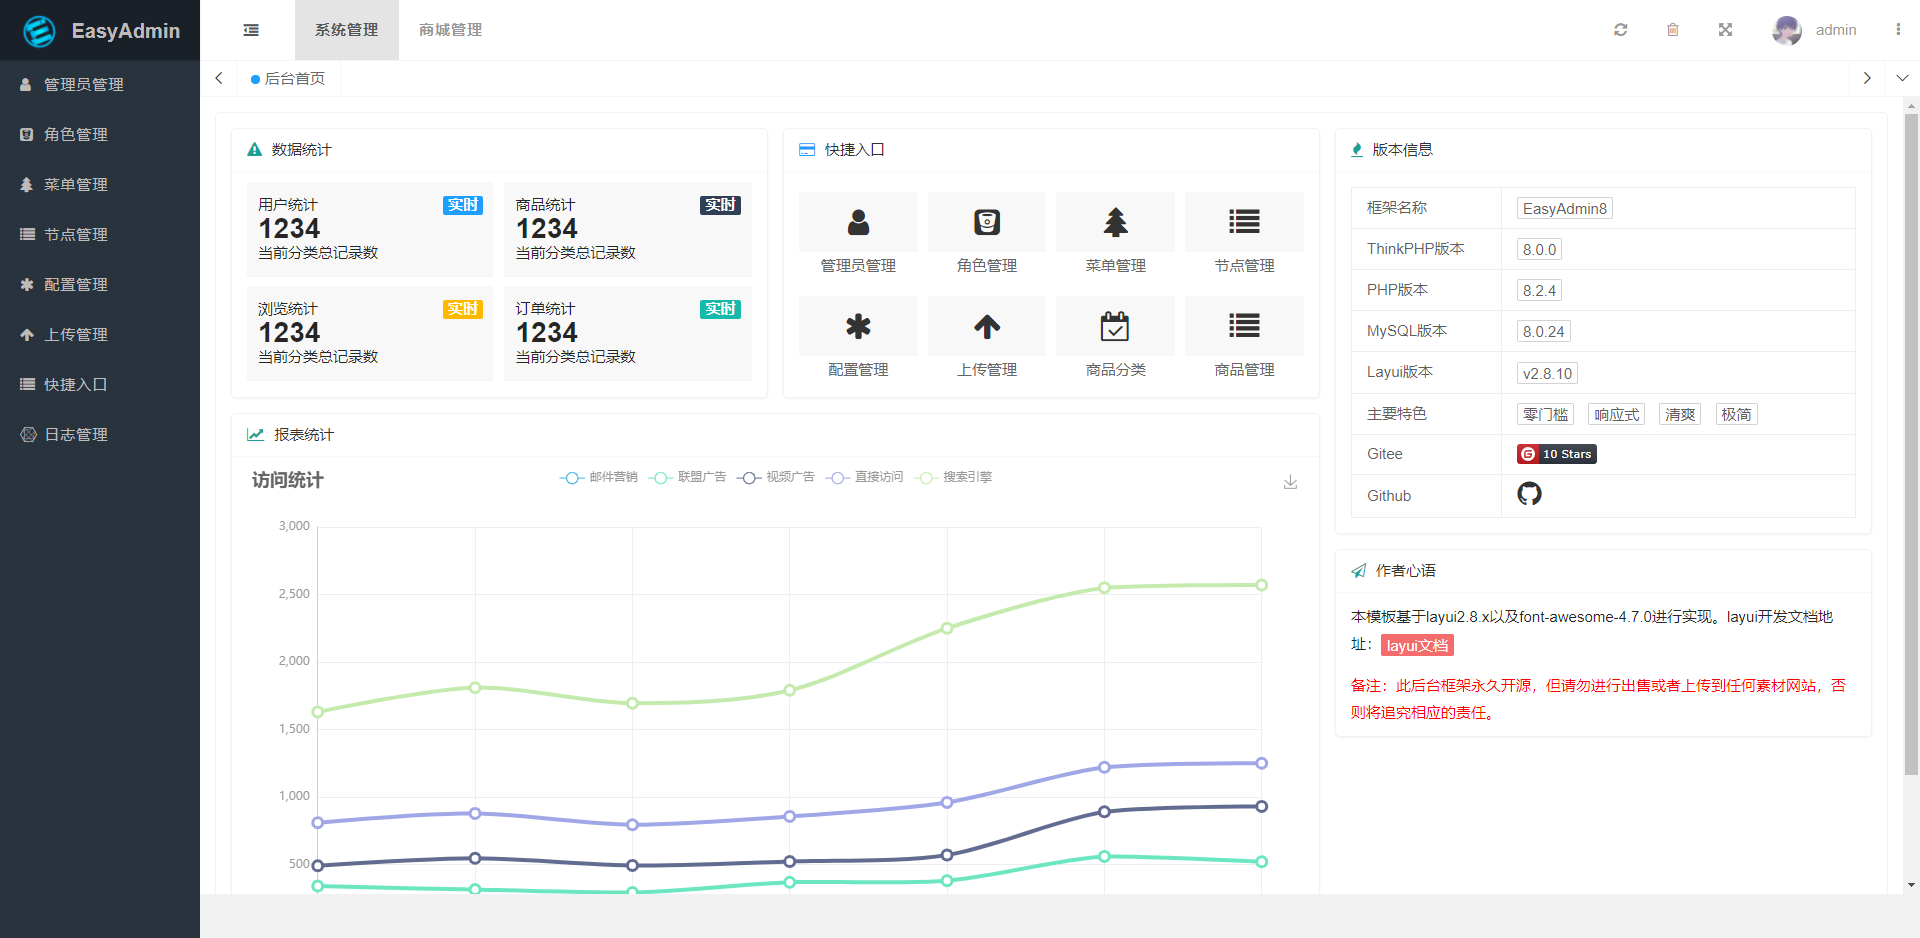 EasyAdmin
系统管理
商城管理
admin
管理员管理
角色管理
菜单管理
节点管理
配置管理
上传管理
快捷入口
日志管理
后台首页
数据统计
用户统计 实时
1234
当前分类总记录数
商品统计 实时
1234
当前分类总记录数
浏览统计 实时
1234
当前分类总记录数
订单统计 实时
1234
当前分类总记录数
快捷入口
管理员管理
角色管理
菜单管理
节点管理
配置管理
上传管理
商品分类
商品管理
版本信息
框架名称 EasyAdmin8
ThinkPHP版本 8.0.0
PHP版本 8.2.4
MySQL版本 8.0.24
Layui版本 v2.8.10
主要特色 零门槛 响应式 清爽 极简
Gitee 10 Stars
Github
报表统计
访问统计
邮件营销 联盟广告 视频广告 直接访问 搜索引擎
3,000
2,500
2,000
1,500
1,000
500
作者心语
本模板基于layui2.8.x以及font-awesome-4.7.0进行实现。layui开发文档地
址： layui文档
备注：此后台框架永久开源，但请勿进行出售或者上传到任何素材网站，否
则将追究相应的责任。